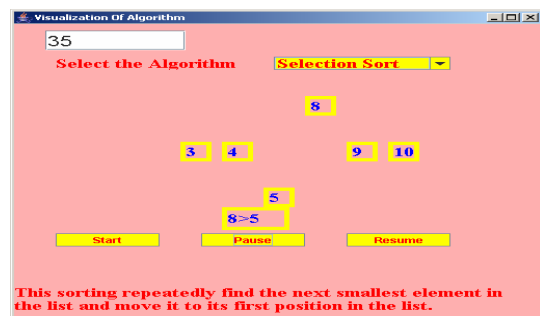 Visualization Of Algorithm
35
Select the Algorithm Selection Sort
8
3 4 9 10
5
8>5
Start Pause Resume
This sorting repeatedly find the next smallest element in
the list and move it to its first position in the list.